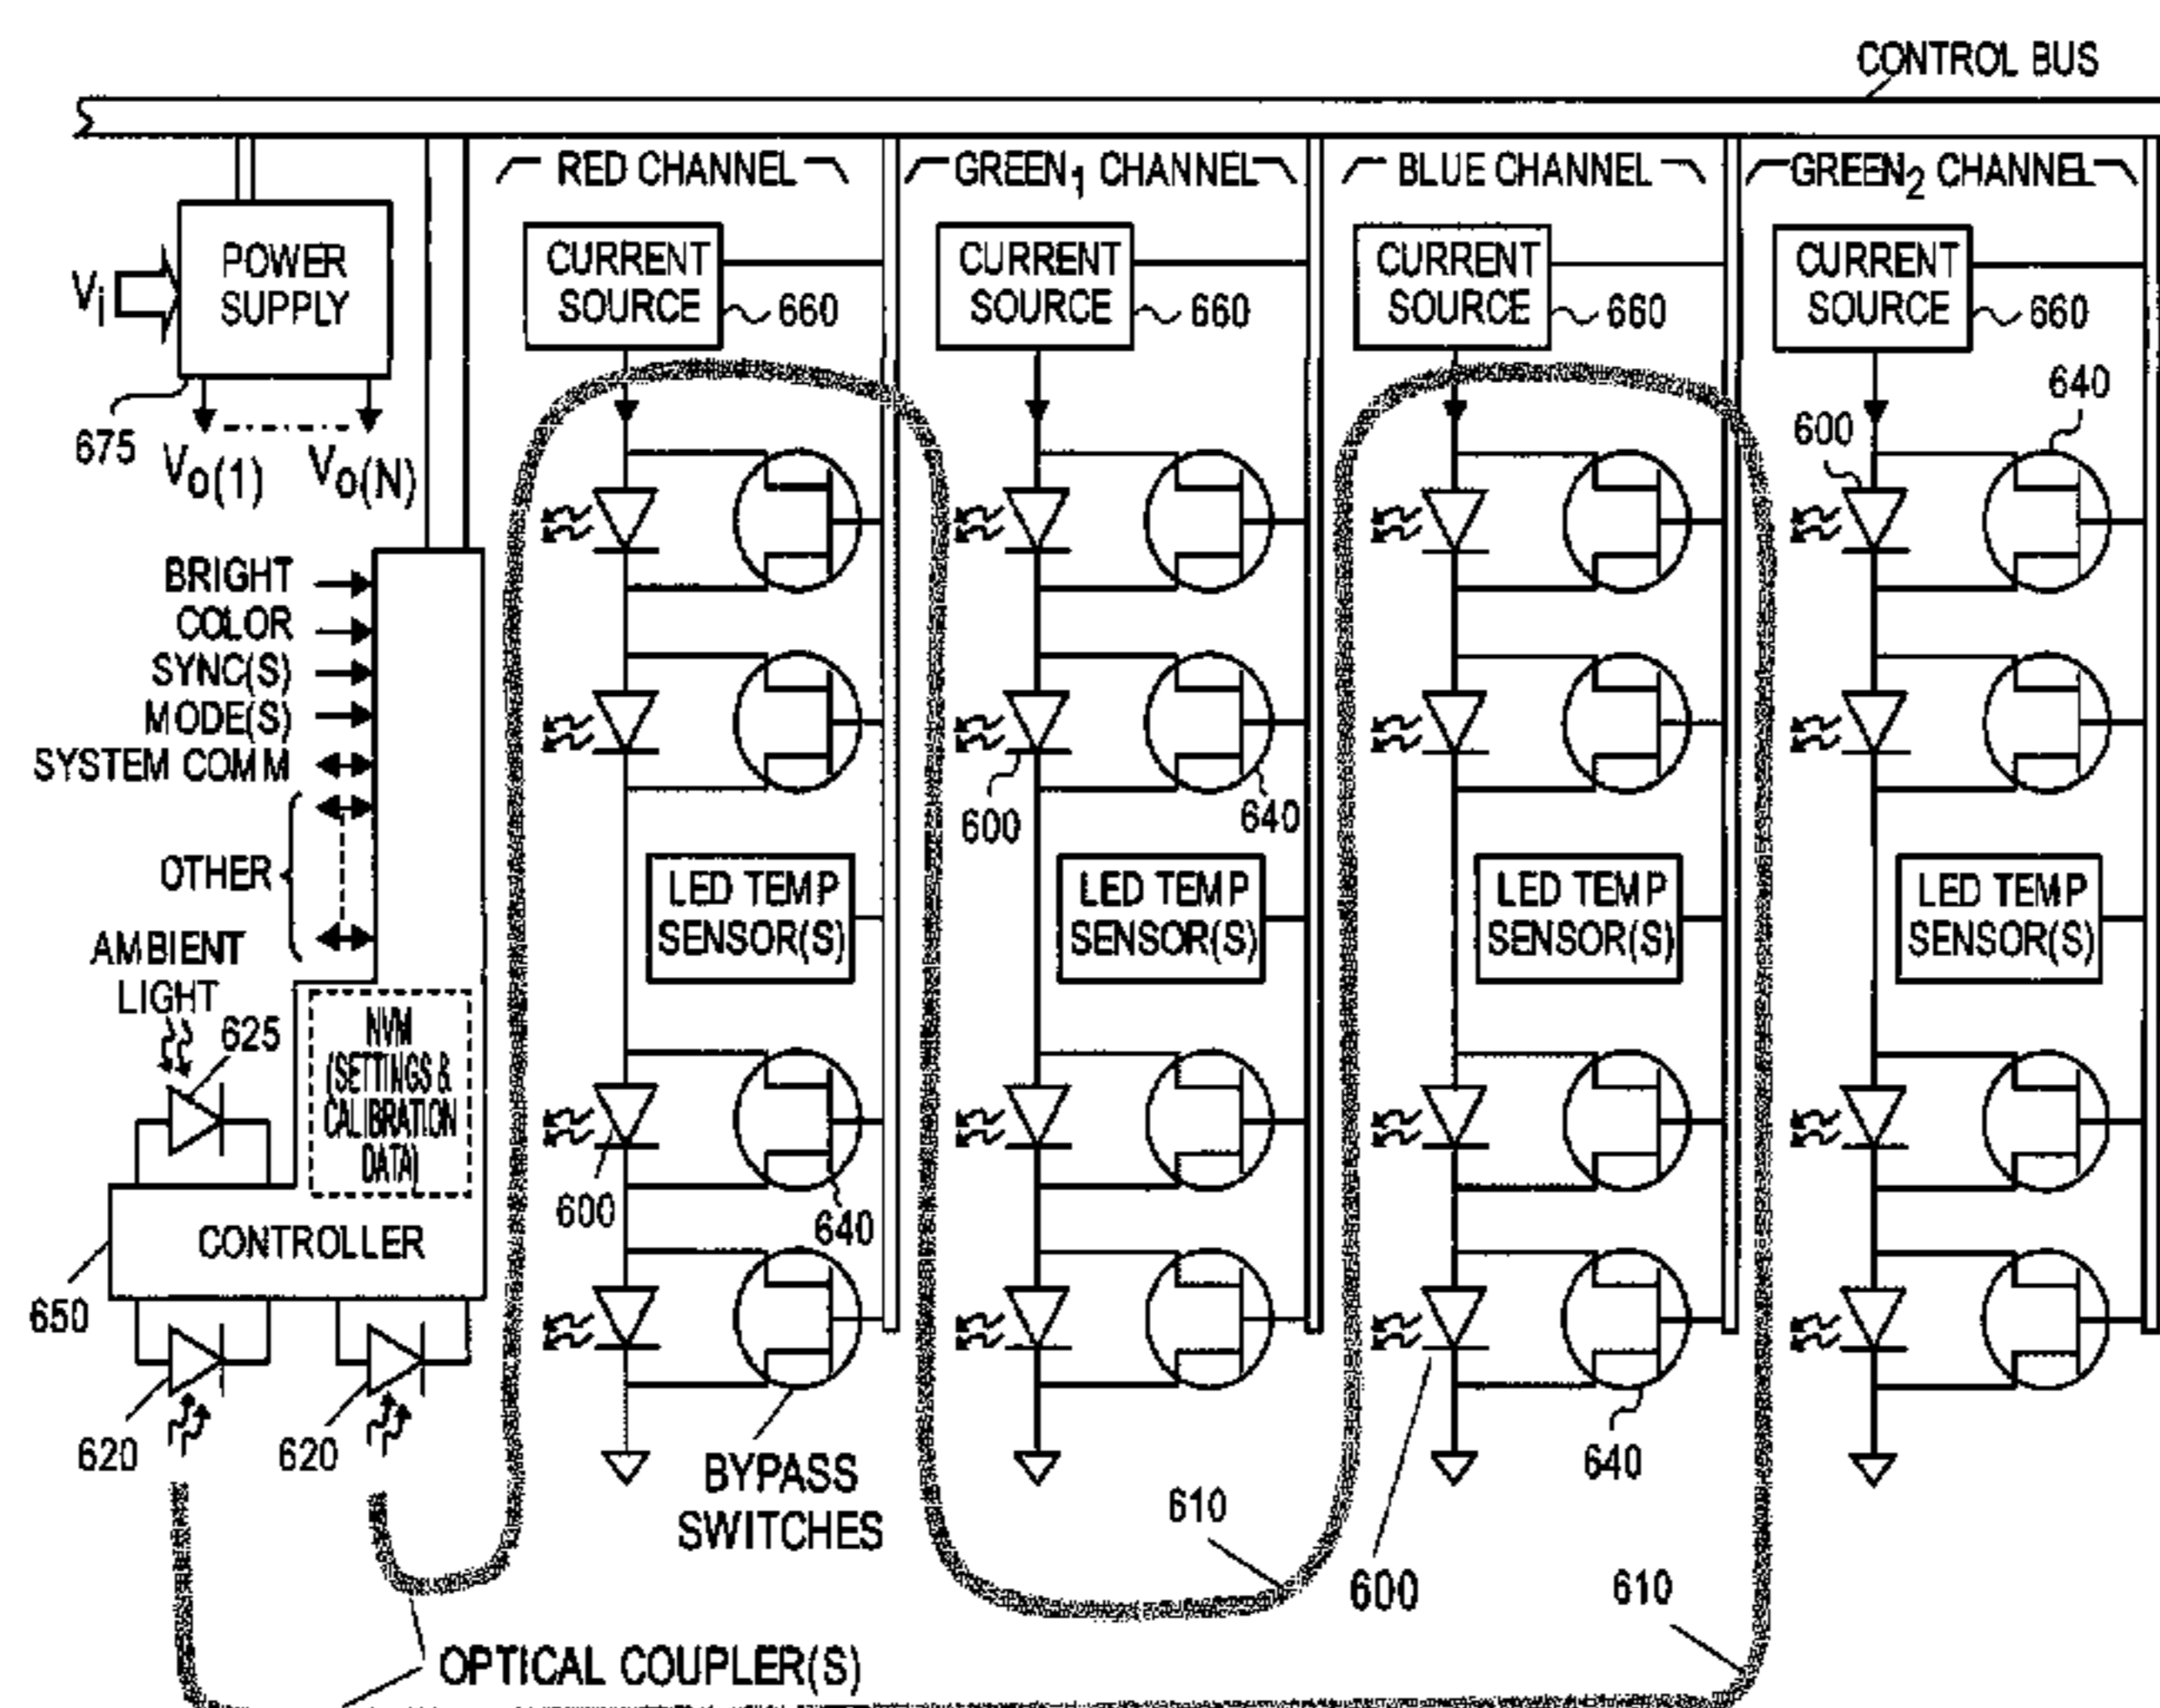 CONTROL BUS
RED CHANNEL
GREEN1 CHANNEL
BLUE CHANNEL
GREEN2 CHANNEL
POWER
SUPPLY
Vi
675
VO(1)
VO(N)
CURRENT
SOURCE
660
CURRENT
SOURCE
660
CURRENT
SOURCE
660
CURRENT
SOURCE
660
640
600
BRIGHT
COLOR
SYNC(S)
MODE(S)
SYSTEM COMM
OTHER
AMBIENT
LIGHT
625
NVM
(SETTINGS &
CALIBRATION
DATA)
CONTROLLER
650
620
620
600
640
LED TEMP
SENSOR(S)
LED TEMP
SENSOR(S)
LED TEMP
SENSOR(S)
LED TEMP
SENSOR(S)
600
640
BYPASS
SWITCHES
610
600
640
610
OPTICAL COUPLER(S)